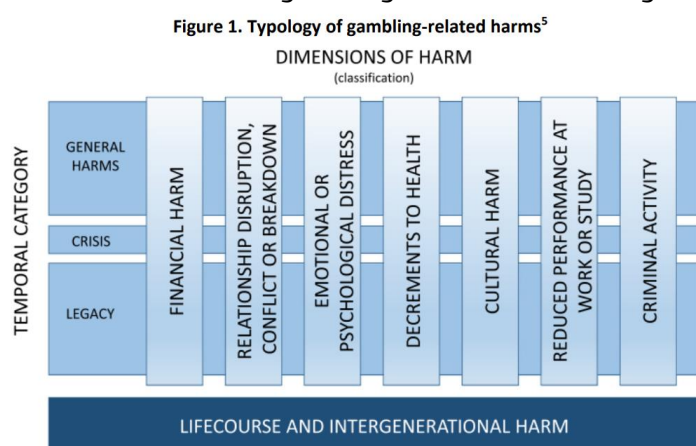 Figure 1. Typology of gambling-related harms5
DIMENSIONS OF HARM
(classification)
TEMPORAL CATEGORY
GENERAL
HARMS
CRISIS
LEGACY
FINANCIAL HARM
RELATIONSHIP DISRUPTION,
CONFLICT OR BREAKDOWN
EMOTIONAL OR
PSYCHOLOGICAL DISTRESS
DECREMENTS TO HEALTH
CULTURAL HARM
REDUCED PERFORMANCE AT
WORK OR STUDY
CRIMINAL ACTIVITY
LIFECOURSE AND INTERGENERATIONAL HARM